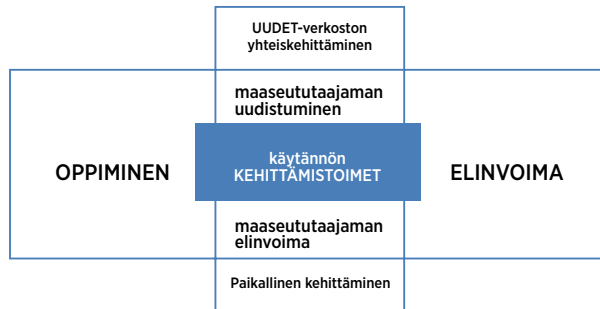 UUDET-verkoston
yhteiskehittäminen
maaseututaajaman
uudistuminen
OPPIMINEN
käytännön
KEHITTÄMISTOIMET
ELINVOIMA
maaseututaajaman
elinvoima
Paikallinen kehittäminen